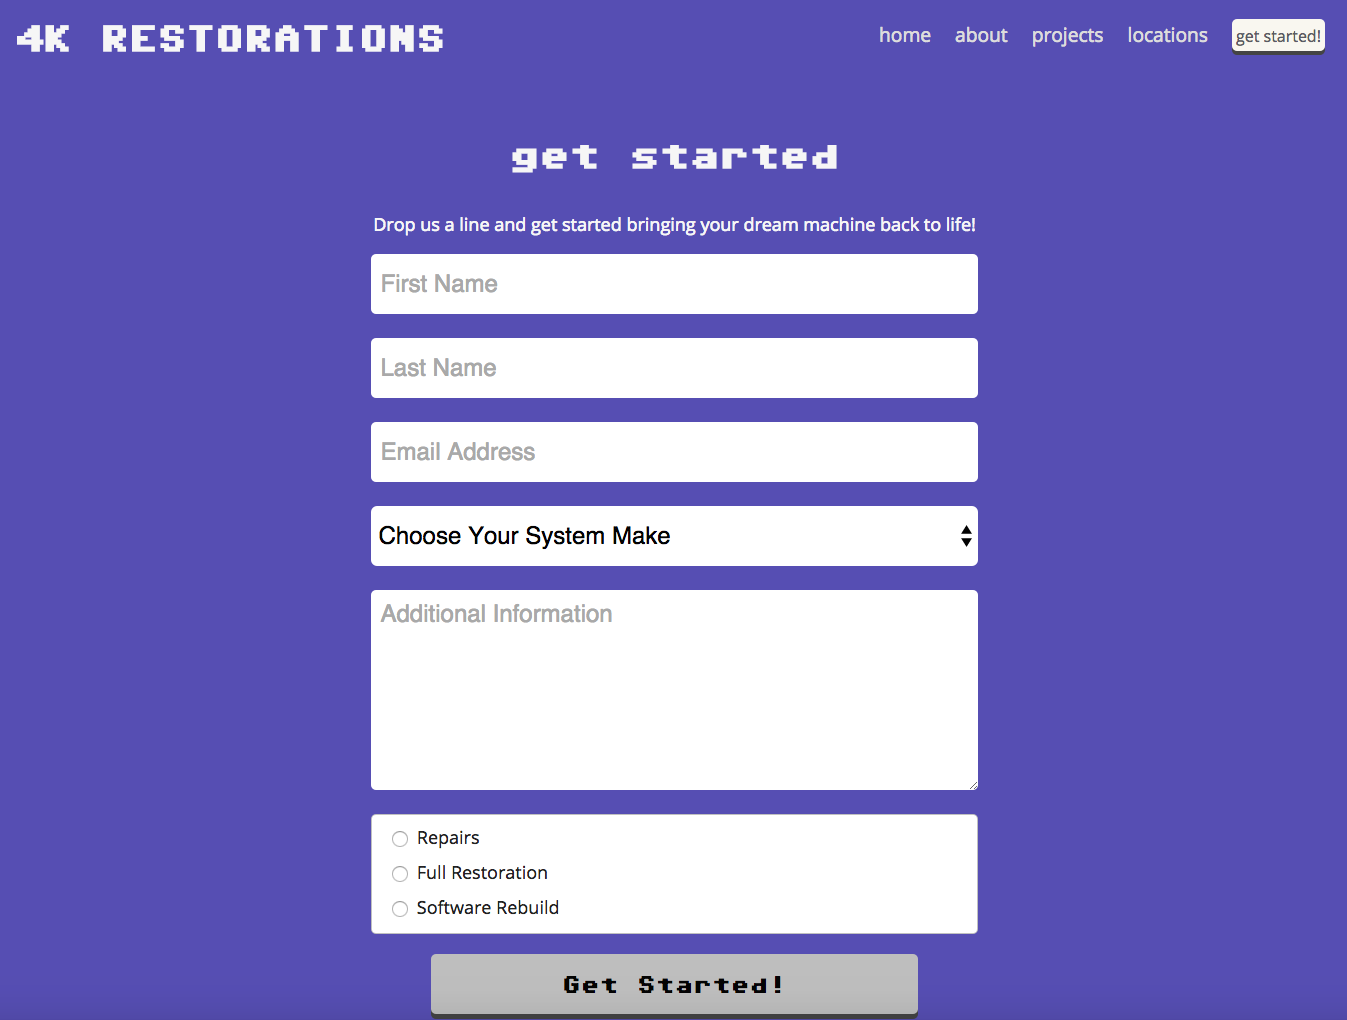 4K RESTORATIONS
home about projects locations get started!
get started
Drop us a line and get started bringing your dream machine back to life!
First Name
Last Name
Email Address
Choose Your System Make
Additional Information
Repairs
Full Restoration
Software Rebuild
Get Started!